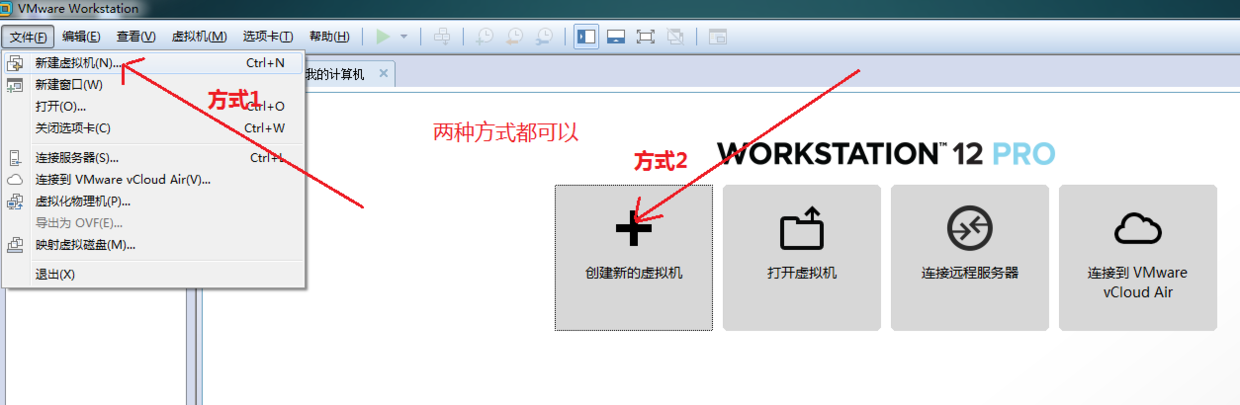 VMware Workstation
文件(F) 编辑(E) 查看(V) 虚拟机(M) 选项卡(T) 帮助(H)
新建虚拟机(N)... Ctrl+N
新建窗口(W)
打开(O)... Ctrl+O
关闭选项卡(C) Ctrl+W
连接服务器(S)... Ctrl+L
连接到 VMware vCloud Air(V)...
虚拟化物理机(P)...
导出为 OVF(E)...
映射虚拟磁盘(M)...
退出(X)
我的计算机
方式1
两种方式都可以
方式2
WORKSTATION™ 12 PRO
创建新的虚拟机
打开虚拟机
连接远程服务器
连接到 VMware
vCloud Air